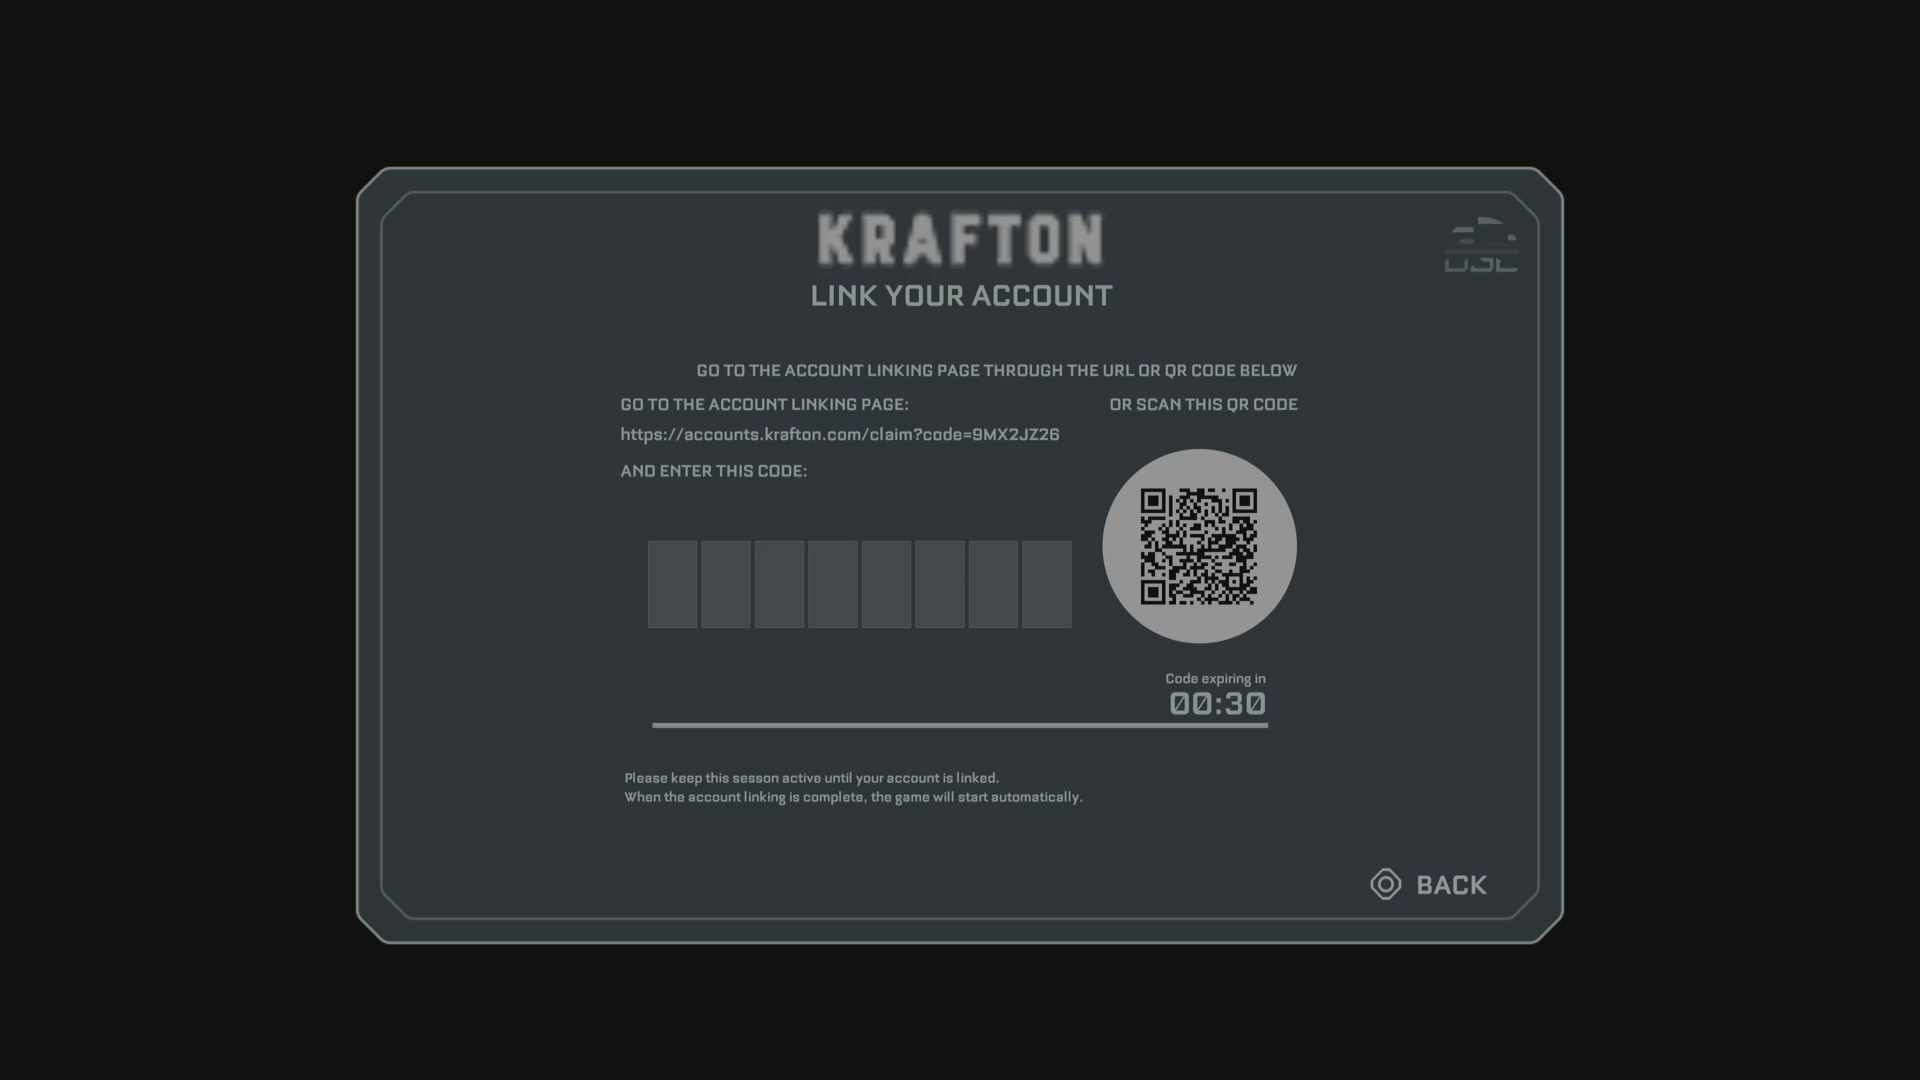 KRAFTON
LINK YOUR ACCOUNT
GO TO THE ACCOUNT LINKING PAGE THROUGH THE URL OR QR CODE BELOW
GO TO THE ACCOUNT LINKING PAGE:
OR SCAN THIS QR CODE
https://accounts.krafton.com/claim?code=9MX2JZ26
AND ENTER THIS CODE:
Code expiring in
00:30
Please keep this sesson active until your account is linked.
When the account linking is complete, the game will start automatically.
BACK